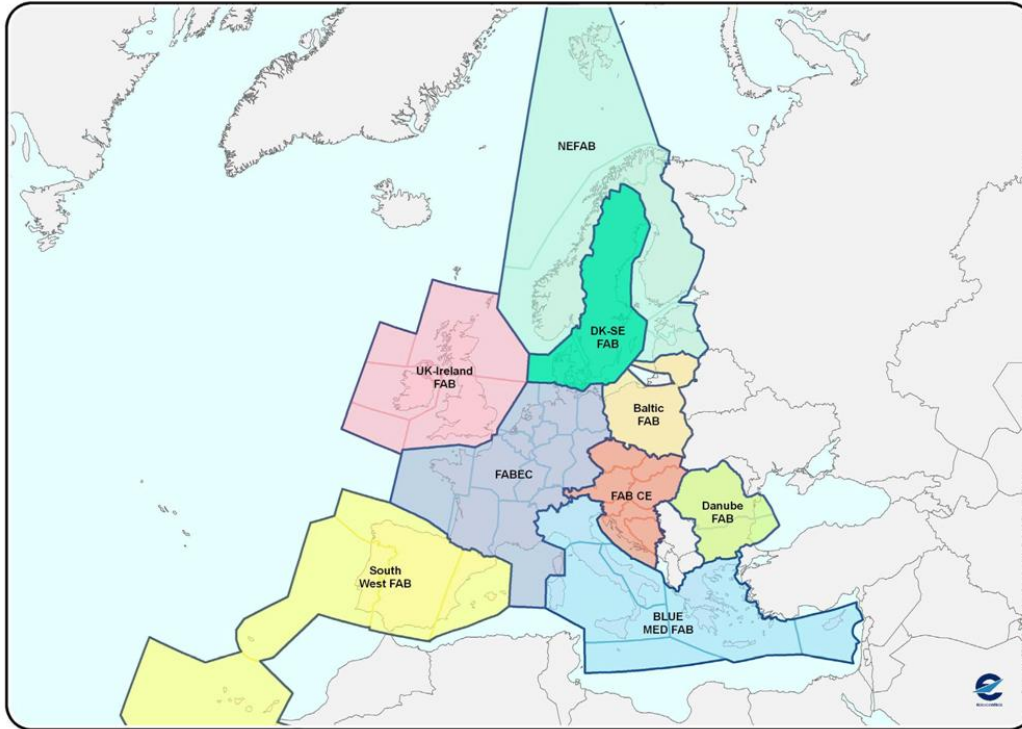 NEFAB
DK-SE
FAB
UK-Ireland
FAB
Baltic
FAB
FABEC
FAB CE
Danube
FAB
South
West FAB
BLUE
MED FAB